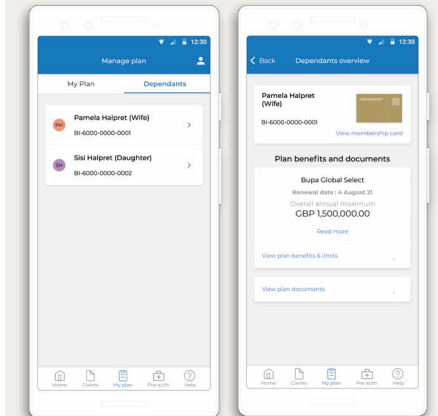 12:30
Manage plan
My Plan
Dependants
PH
Pamela Halpret (Wife)
BI-6000-0000-0001
SH
Sisi Halpret (Daughter)
BI-6000-0000-0002
Home
Claims
My plan
Pre-auth
Help
12:30
Back
Dependants overview
Pamela Halpret
(Wife)
BI-6000-0000-0001
View membership card
Plan benefits and documents
Bupa Global Select
Renewal date : 4 August 21
Overall annual maximum
GBP 1,500,000.00
Read more
View plan benefits & limits
View plan documents
Home
Claims
My plan
Pre-auth
Help